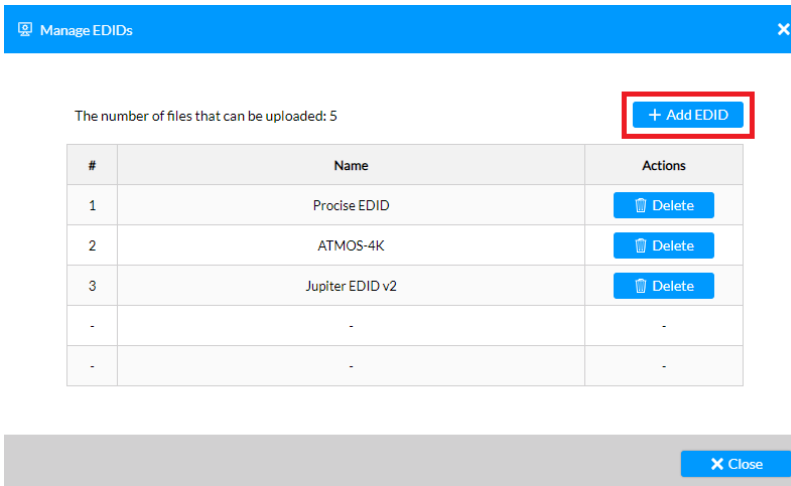 Manage EDIDs
The number of files that can be uploaded: 5
+ Add EDID
# Name Actions
1 Procise EDID Delete
2 ATMOS-4K Delete
3 Jupiter EDID v2 Delete
- - -
- - -
Close